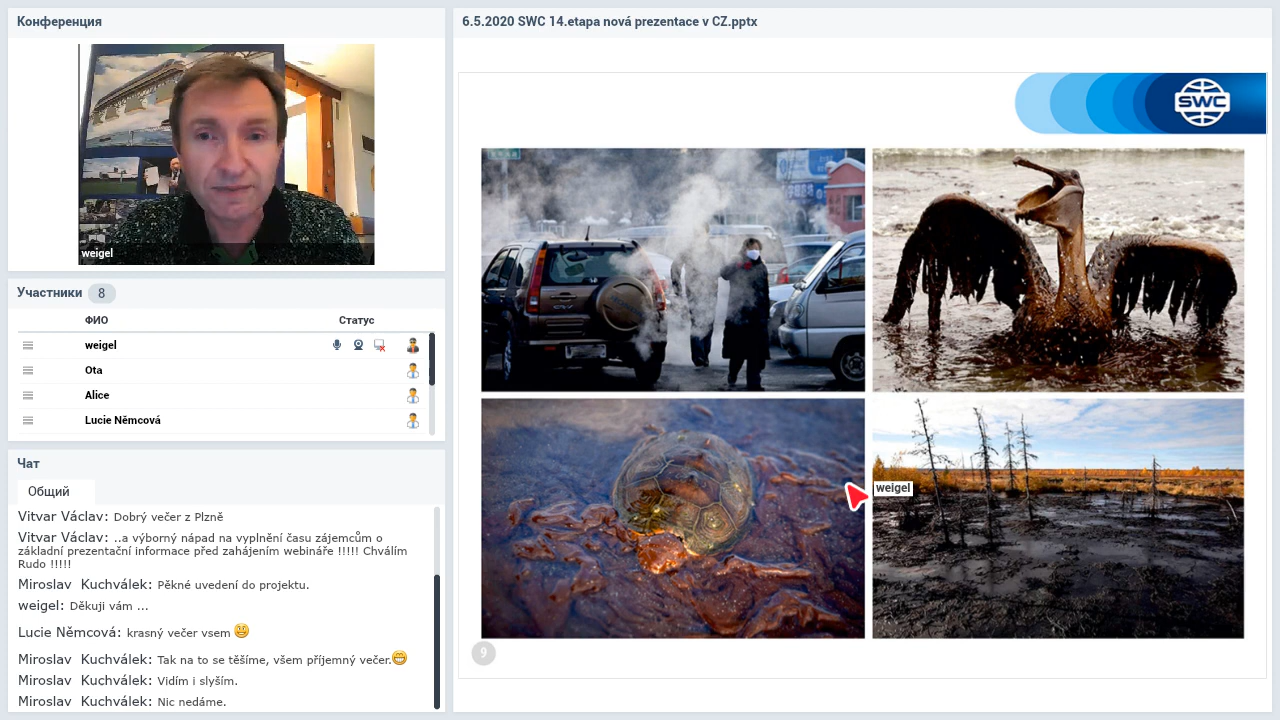 Конференция
weigel
Участники 8
ФИО Статус
weigel
Ota
Alice
Lucie Němcová
Чат
Общий
Vitvar Václav: Dobrý večer z Plzně
Vitvar Václav: ..a výborný nápad na vyplnění času zájemcům o
základní prezentační informace před zahájením webináře !!!!! Chválím
Rudo !!!!!
Miroslav Kuchválek: Pěkné uvedení do projektu.
weigel: Děkuji vám ...
Lucie Němcová: krasný večer vsem
Miroslav Kuchválek: Tak na to se těšíme, všem příjemný večer.
Miroslav Kuchválek: Vidím i slyším.
Miroslav Kuchválek: Nic nedáme.
6.5.2020 SWC 14.etapa nová prezentace v CZ.pptx
SWC
weigel
9